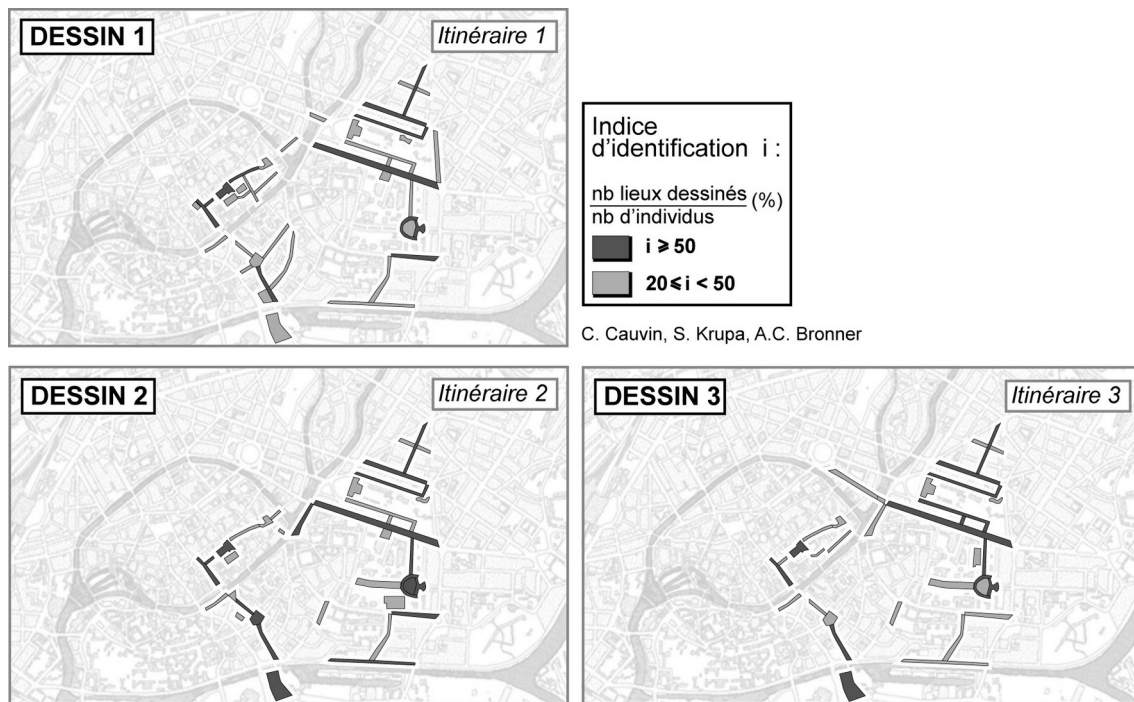 DESSIN 1
Itinéraire 1
Indice
d'identification i :
nb lieux dessinés (%)
nb d'individus
i ⩾ 50
20 ⩽ i < 50
C. Cauvin, S. Krupa, A.C. Bronner
DESSIN 2
Itinéraire 2
DESSIN 3
Itinéraire 3